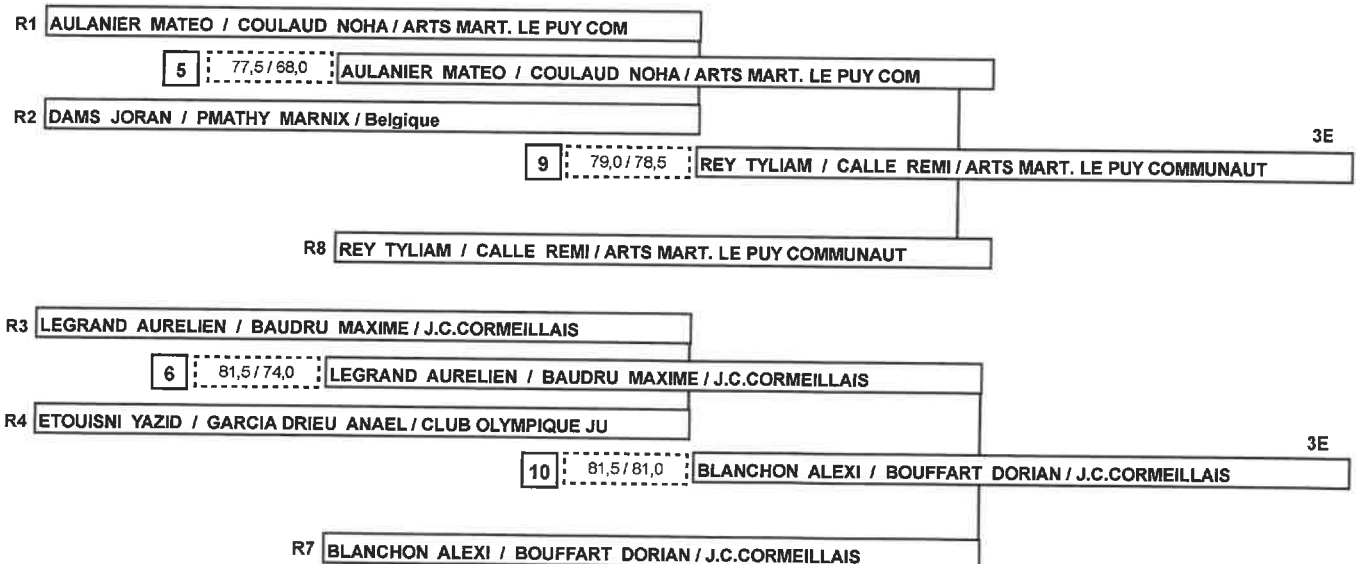 R1 AULANIER MATEO / COULAUD NOHA / ARTS MART. LE PUY COM
5 77,5 / 68,0 AULANIER MATEO / COULAUD NOHA / ARTS MART. LE PUY COM
R2 DAMS JORAN / PMATHY MARNIX / Belgique
3E
9 79,0 / 78,5 REY TYLIAM / CALLE REMI / ARTS MART. LE PUY COMMUNAUT
R8 REY TYLIAM / CALLE REMI / ARTS MART. LE PUY COMMUNAUT
R3 LEGRAND AURELIEN / BAUDRU MAXIME / J.C.CORMEILLAIS
6 81,5 / 74,0 LEGRAND AURELIEN / BAUDRU MAXIME / J.C.CORMEILLAIS
R4 ETOUISNI YAZID / GARCIA DRIEU ANAEL / CLUB OLYMPIQUE JU
3E
10 81,5 / 81,0 BLANCHON ALEXI / BOUFFART DORIAN / J.C.CORMEILLAIS
R7 BLANCHON ALEXI / BOUFFART DORIAN / J.C.CORMEILLAIS